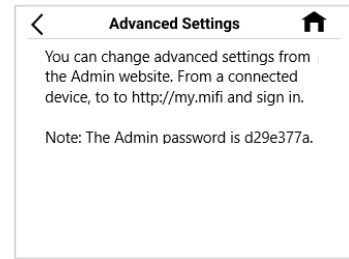 Advanced Settings
You can change advanced settings from
the Admin website. From a connected
device, to to http://my.mifi and sign in.
Note: The Admin password is d29e377a.